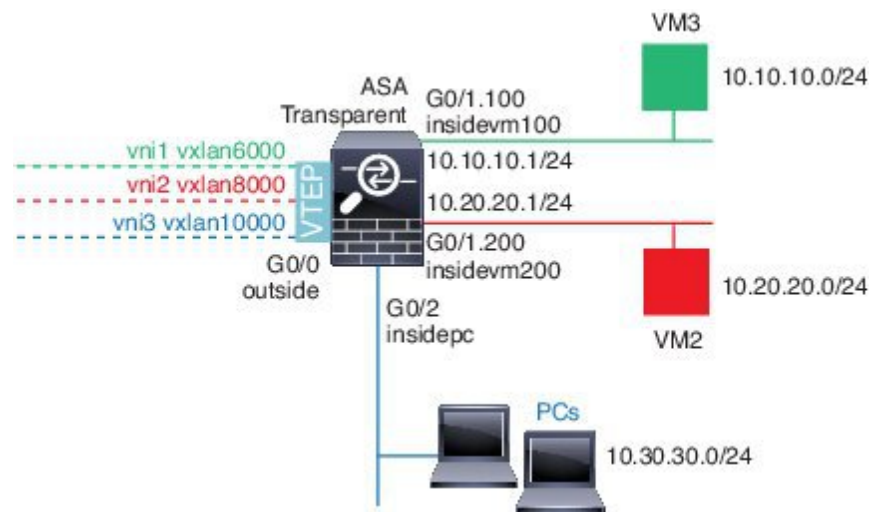 VM3
10.10.10.0/24
ASA
Transparent
G0/1.100
insidevm100
vni1 vxlan6000
vni2 vxlan8000
vni3 vxlan10000
VTEP
10.10.10.1/24
10.20.20.1/24
G0/0
outside
G0/1.200
insidevm200
10.20.20.0/24
VM2
G0/2
insidepc
PCs
10.30.30.0/24